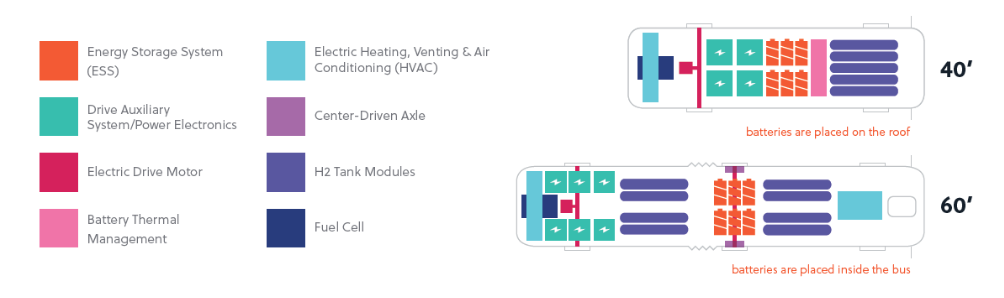 Energy Storage System
(ESS)
Drive Auxiliary
System/Power Electronics
Electric Drive Motor
Battery Thermal
Management
Electric Heating, Venting & Air
Conditioning (HVAC)
Center-Driven Axle
H2 Tank Modules
Fuel Cell
40’
batteries are placed on the roof
60’
batteries are placed inside the bus